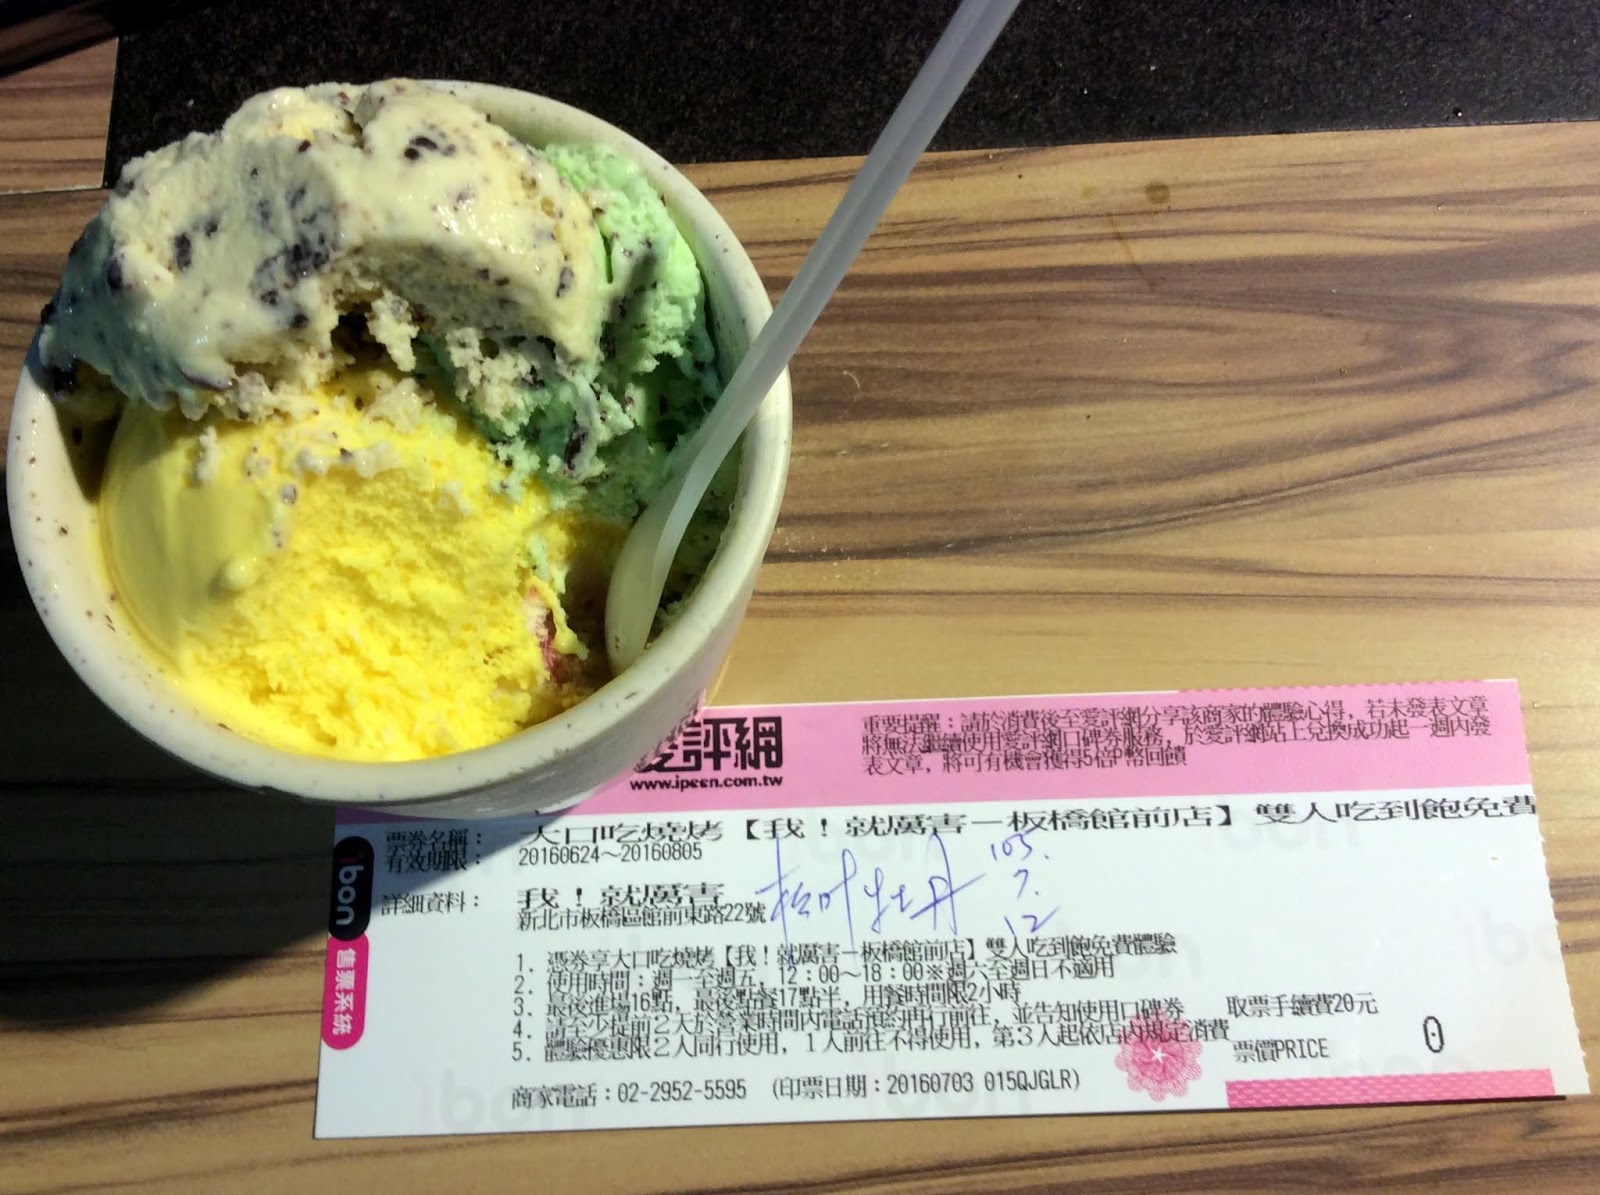 愛評網
www.ipeen.com.tw
重要提醒：請於消費後至愛評網分享該商家的體驗心得，若未發表文章
將無法繼續使用愛評網口碑券服務，於愛評網站上兌換成功起一週內發
表文章，將可有機會獲得5倍P幣回饋
票券名稱： 大口吃燒烤【我！就厲害－板橋館前店】雙人吃到飽免費
有效期限： 20160624～20160805
ibon
售票系統
詳細資料： 我！就厲害
新北市板橋區館前東路22號
松叶牡丹 105.
7.
12
1. 憑券享大口吃燒烤【我！就厲害－板橋館前店】雙人吃到飽免費體驗
2. 使用時間：週一至週五，12：00～18：00※週六至週日不適用
3. 最後進場16點，最後點餐17點半，用餐時間限2小時
4. 請至少提前２天於營業時間內電話預約再行前往，並告知使用口碑券
5. 體驗優惠限２人同行使用，１人前往不得使用，第３人起依店內規定消費
取票手續費20元
票價PRICE 0
商家電話：02-2952-5595 (印票日期：20160703 015QJGLR)